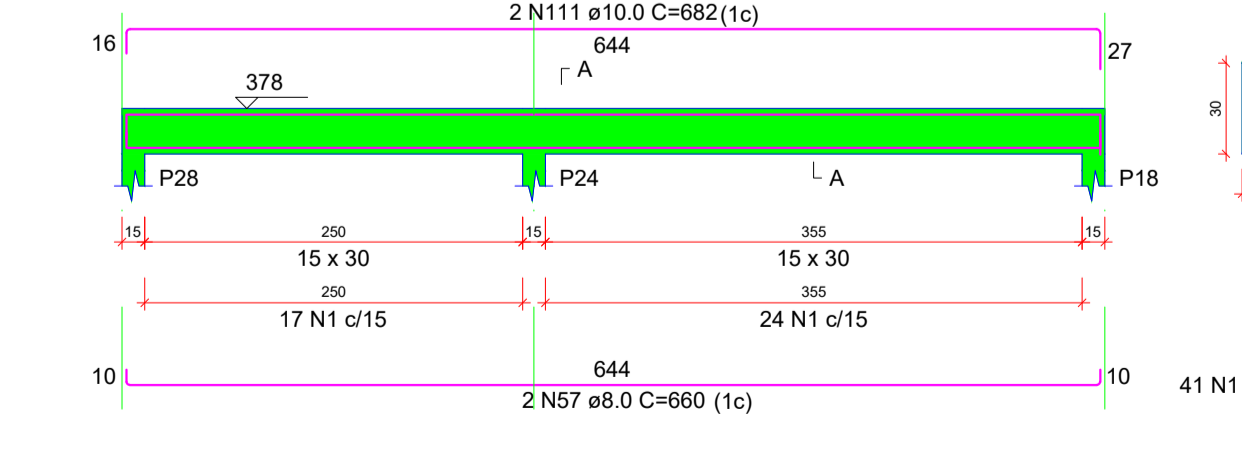 2 N111 ø10.0 C=682 (1c)
16
644
27
A
378
30
P28
P24
A
P18
15
250
15
355
15
15 x 30
15 x 30
250
355
17 N1 c/15
24 N1 c/15
10
644
10
41 N1
2 N57 ø8.0 C=660 (1c)